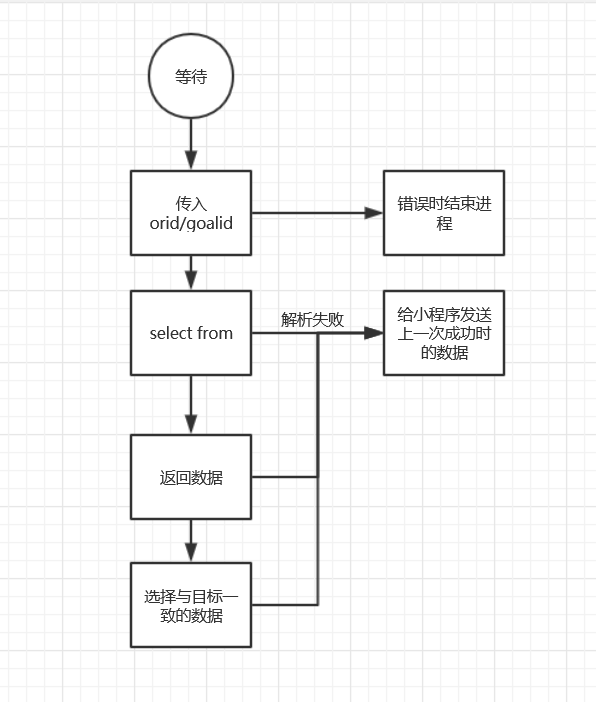 等待
传入
orid/goalid
错误时结束进
程
select from
解析失败
给小程序发送
上一次成功时
的数据
返回数据
选择与目标一
致的数据